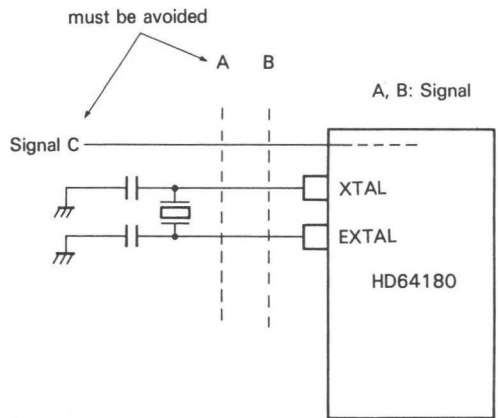 must be avoided
A B
A, B: Signal
Signal C
XTAL
EXTAL
HD64180